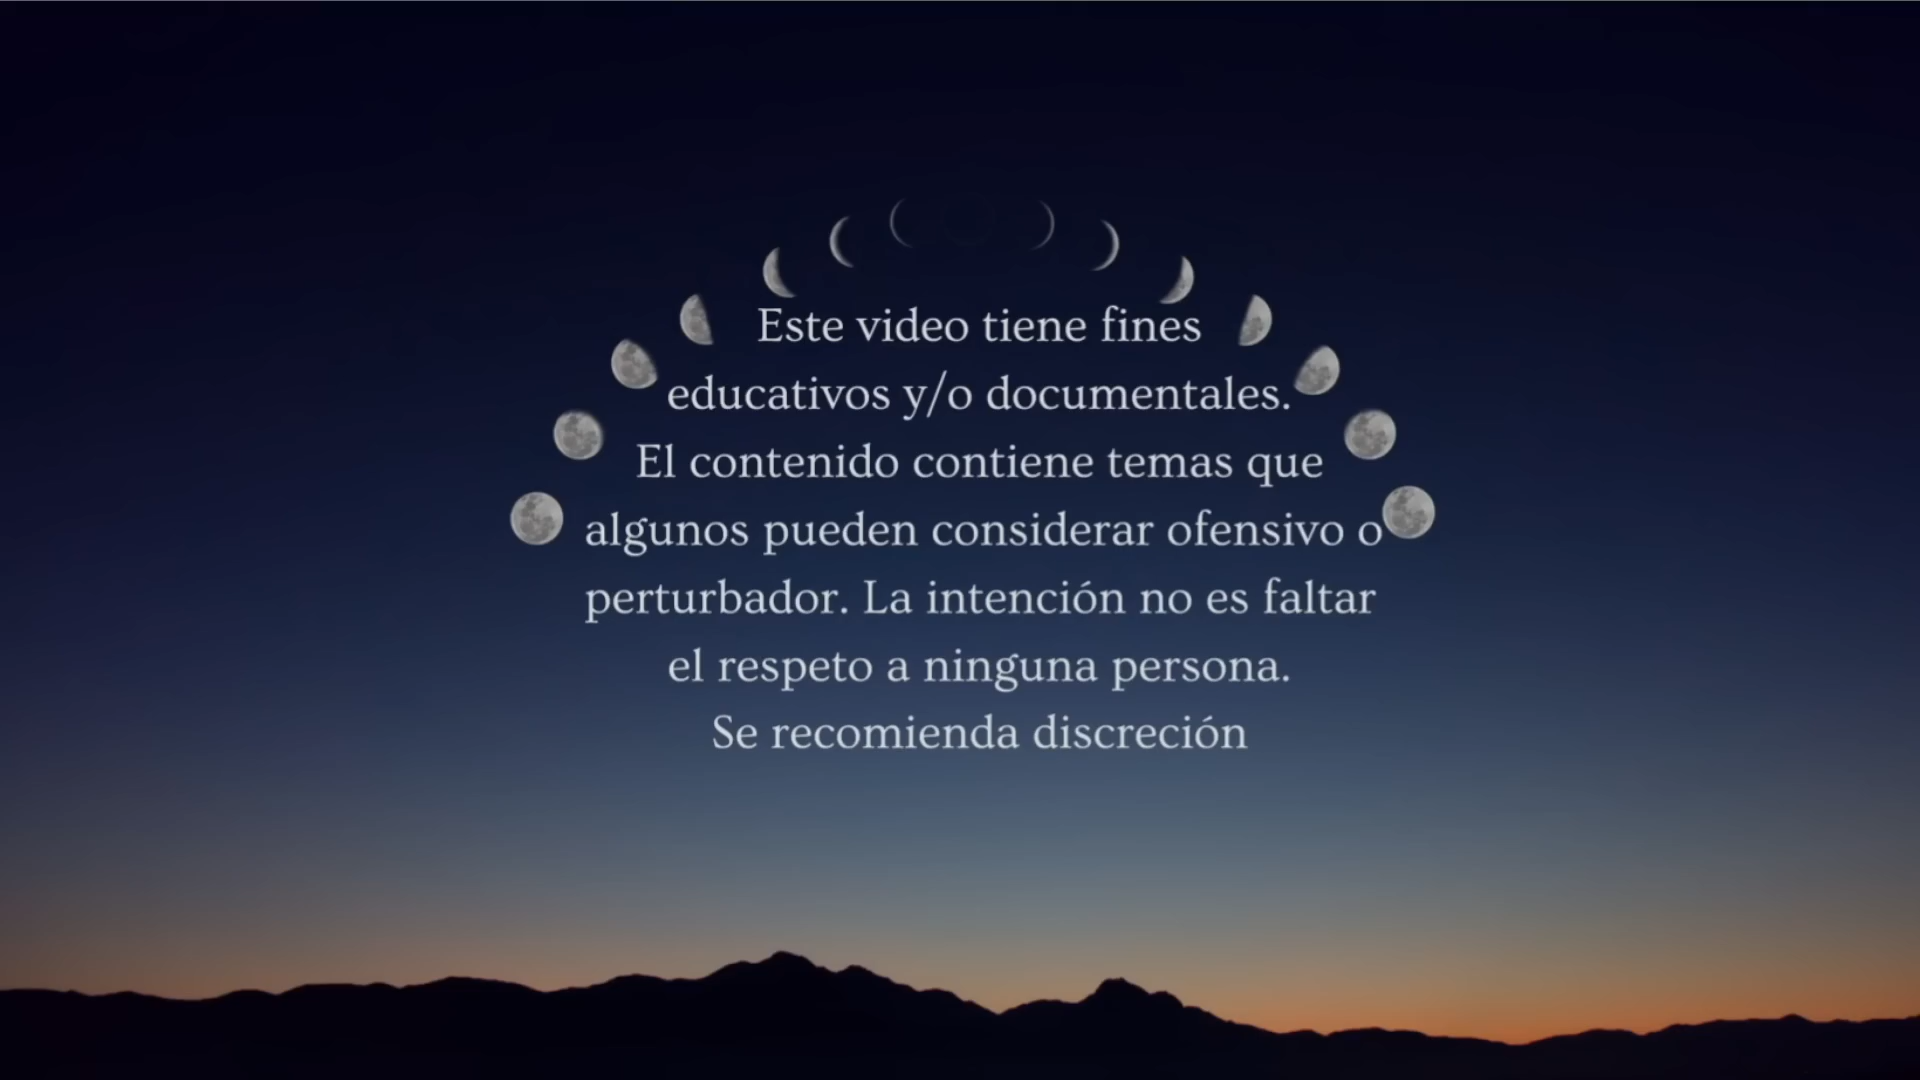 Este video tiene fines
educativos y/o documentales.
El contenido contiene temas que
algunos pueden considerar ofensivo o
perturbador. La intención no es faltar
el respeto a ninguna persona.
Se recomienda discreción